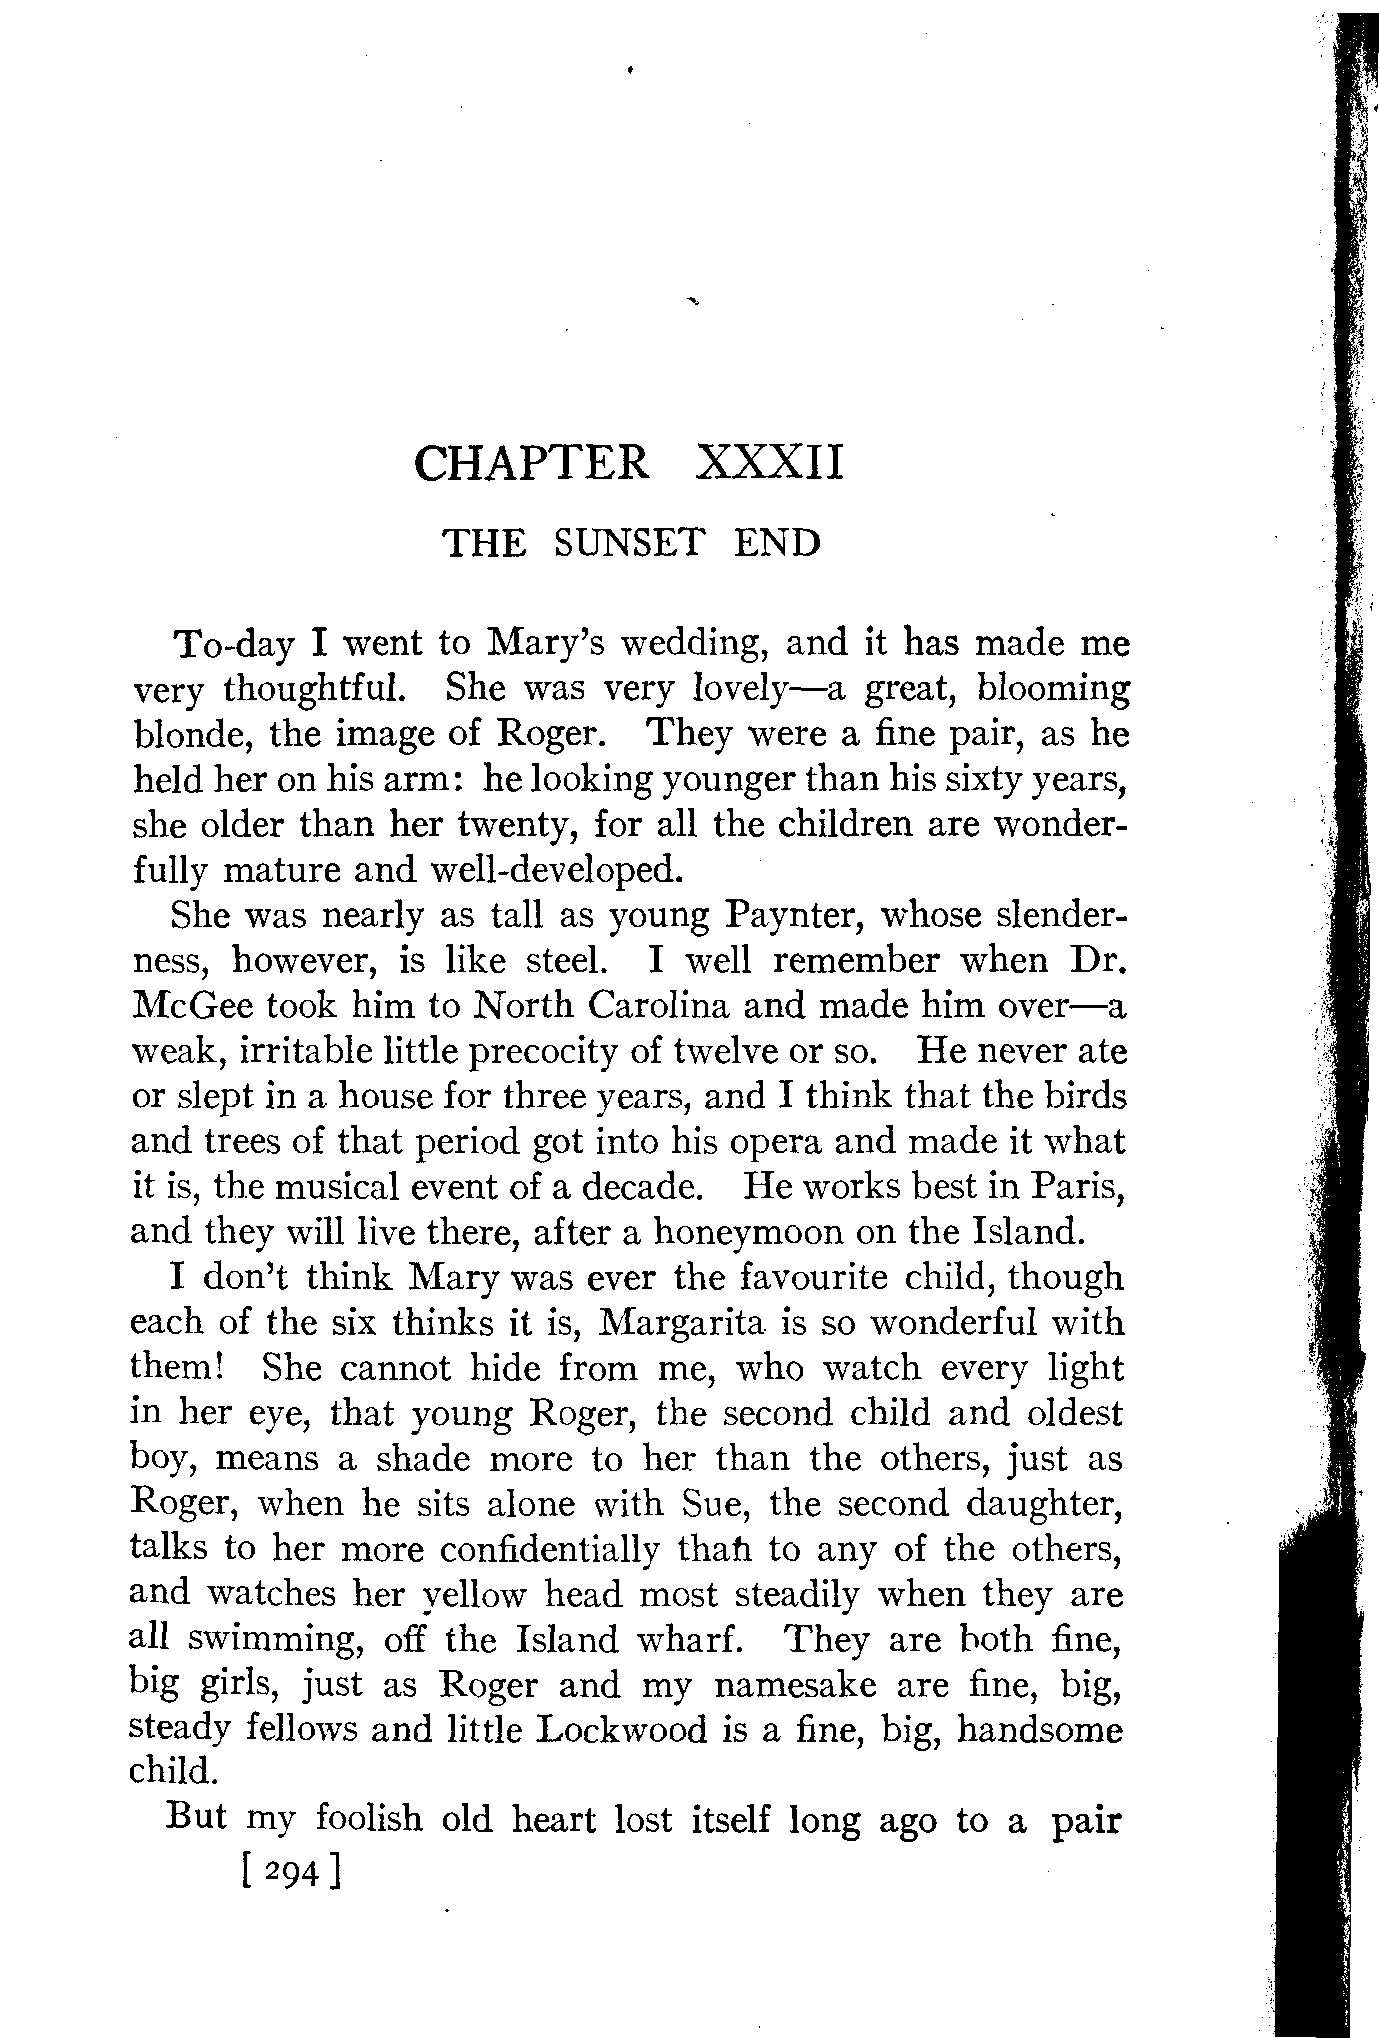 CHAPTER XXXII
THE SUNSET END
To-day I went to Mary's wedding, and it has made me
very thoughtful. She was very lovely—a great, blooming
blonde, the image of Roger. They were a fine pair, as he
held her on his arm: he looking younger than his sixty years,
she older than her twenty, for all the children are wonder-
fully mature and well-developed.
She was nearly as tall as young Paynter, whose slender-
ness, however, is like steel. I well remember when Dr.
McGee took him to North Carolina and made him over—a
weak, irritable little precocity of twelve or so. He never ate
or slept in a house for three years, and I think that the birds
and trees of that period got into his opera and made it what
it is, the musical event of a decade. He works best in Paris,
and they will live there, after a honeymoon on the Island.
I don't think Mary was ever the favourite child, though
each of the six thinks it is, Margarita is so wonderful with
them! She cannot hide from me, who watch every light
in her eye, that young Roger, the second child and oldest
boy, means a shade more to her than the others, just as
Roger, when he sits alone with Sue, the second daughter,
talks to her more confidentially than to any of the others,
and watches her yellow head most steadily when they are
all swimming, off the Island wharf. They are both fine,
big girls, just as Roger and my namesake are fine, big,
steady fellows and little Lockwood is a fine, big, handsome
child.
But my foolish old heart lost itself long ago to a pair
[ 294 ]